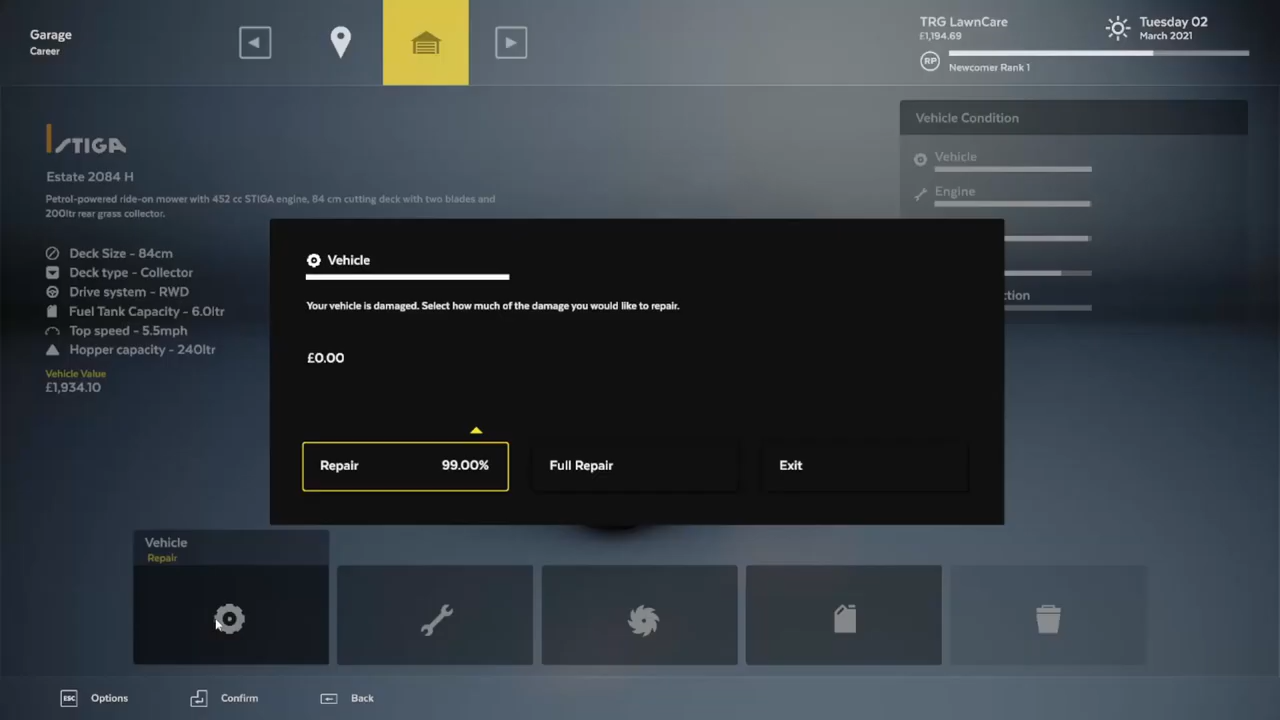 Garage
Career
TRG LawnCare
£1,194.69
RP
Newcomer Rank 1
Tuesday 02
March 2021
STIGA
Estate 2084 H
Petrol-powered ride-on mower with 452 cc STIGA engine, 84 cm cutting deck with two blades and
200ltr rear grass collector.
Deck Size - 84cm
Deck type - Collector
Drive system - RWD
Fuel Tank Capacity - 6.0ltr
Top speed - 5.5mph
Hopper capacity - 240ltr
Vehicle Value
£1,934.10
Vehicle Condition
Vehicle
Engine
ction
Vehicle
Your vehicle is damaged. Select how much of the damage you would like to repair.
£0.00
Repair 99.00%
Full Repair
Exit
Vehicle
Repair
ESC Options
Confirm
Back